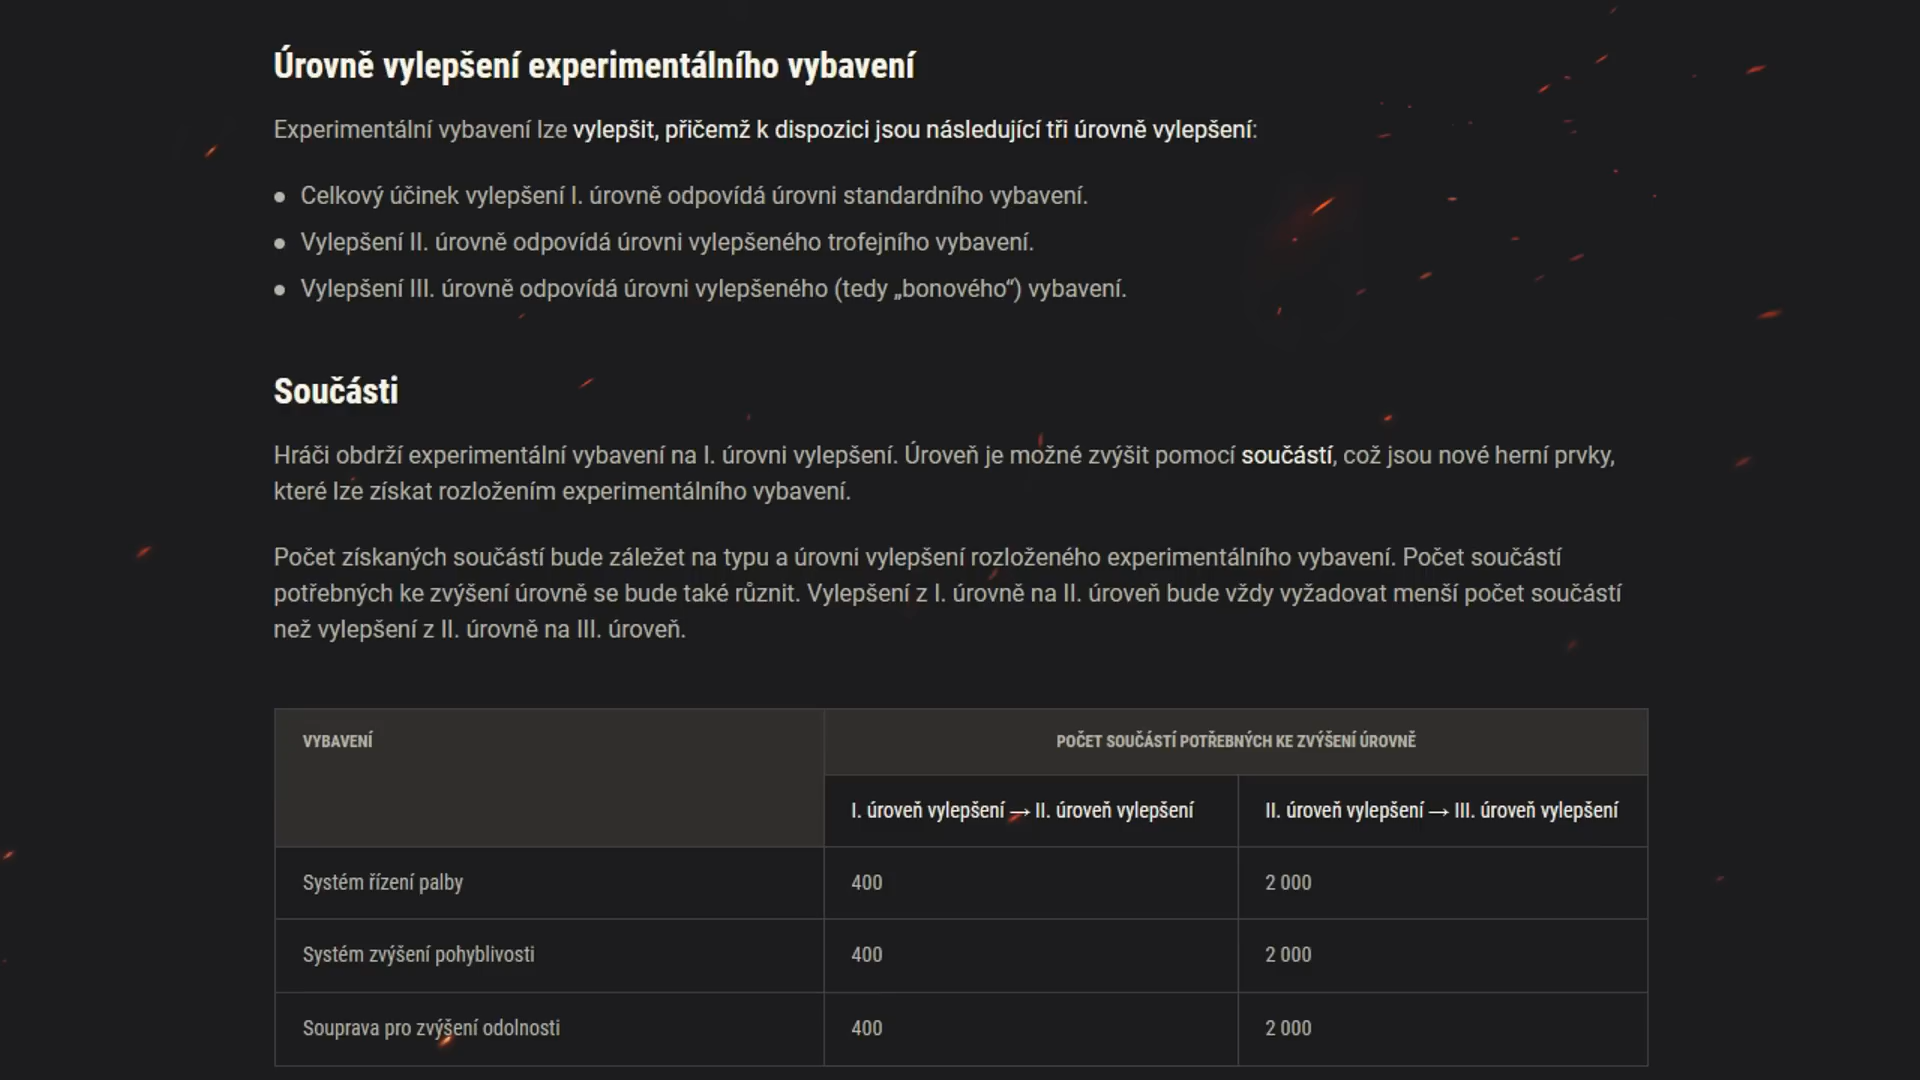 Úrovně vylepšení experimentálního vybavení
Experimentální vybavení lze vylepšit, přičemž k dispozici jsou následující tři úrovně vylepšení:
• Celkový účinek vylepšení I. úrovně odpovídá úrovni standardního vybavení.
• Vylepšení II. úrovně odpovídá úrovni vylepšeného trofejního vybavení.
• Vylepšení III. úrovně odpovídá úrovni vylepšeného (tedy „bonového“) vybavení.
Součásti
Hráči obdrží experimentální vybavení na I. úrovni vylepšení. Úroveň je možné zvýšit pomocí součástí, což jsou nové herní prvky,
které lze získat rozložením experimentálního vybavení.
Počet získaných součástí bude záležet na typu a úrovni vylepšení rozloženého experimentálního vybavení. Počet součástí
potřebných ke zvýšení úrovně se bude také různit. Vylepšení z I. úrovně na II. úroveň bude vždy vyžadovat menší počet součástí
než vylepšení z II. úrovně na III. úroveň.
VYBAVENÍ POČET SOUČÁSTÍ POTŘEBNÝCH KE ZVÝŠENÍ ÚROVNĚ
I. úroveň vylepšení → II. úroveň vylepšení II. úroveň vylepšení → III. úroveň vylepšení
Systém řízení palby 400 2 000
Systém zvýšení pohyblivosti 400 2 000
Souprava pro zvýšení odolnosti 400 2 000